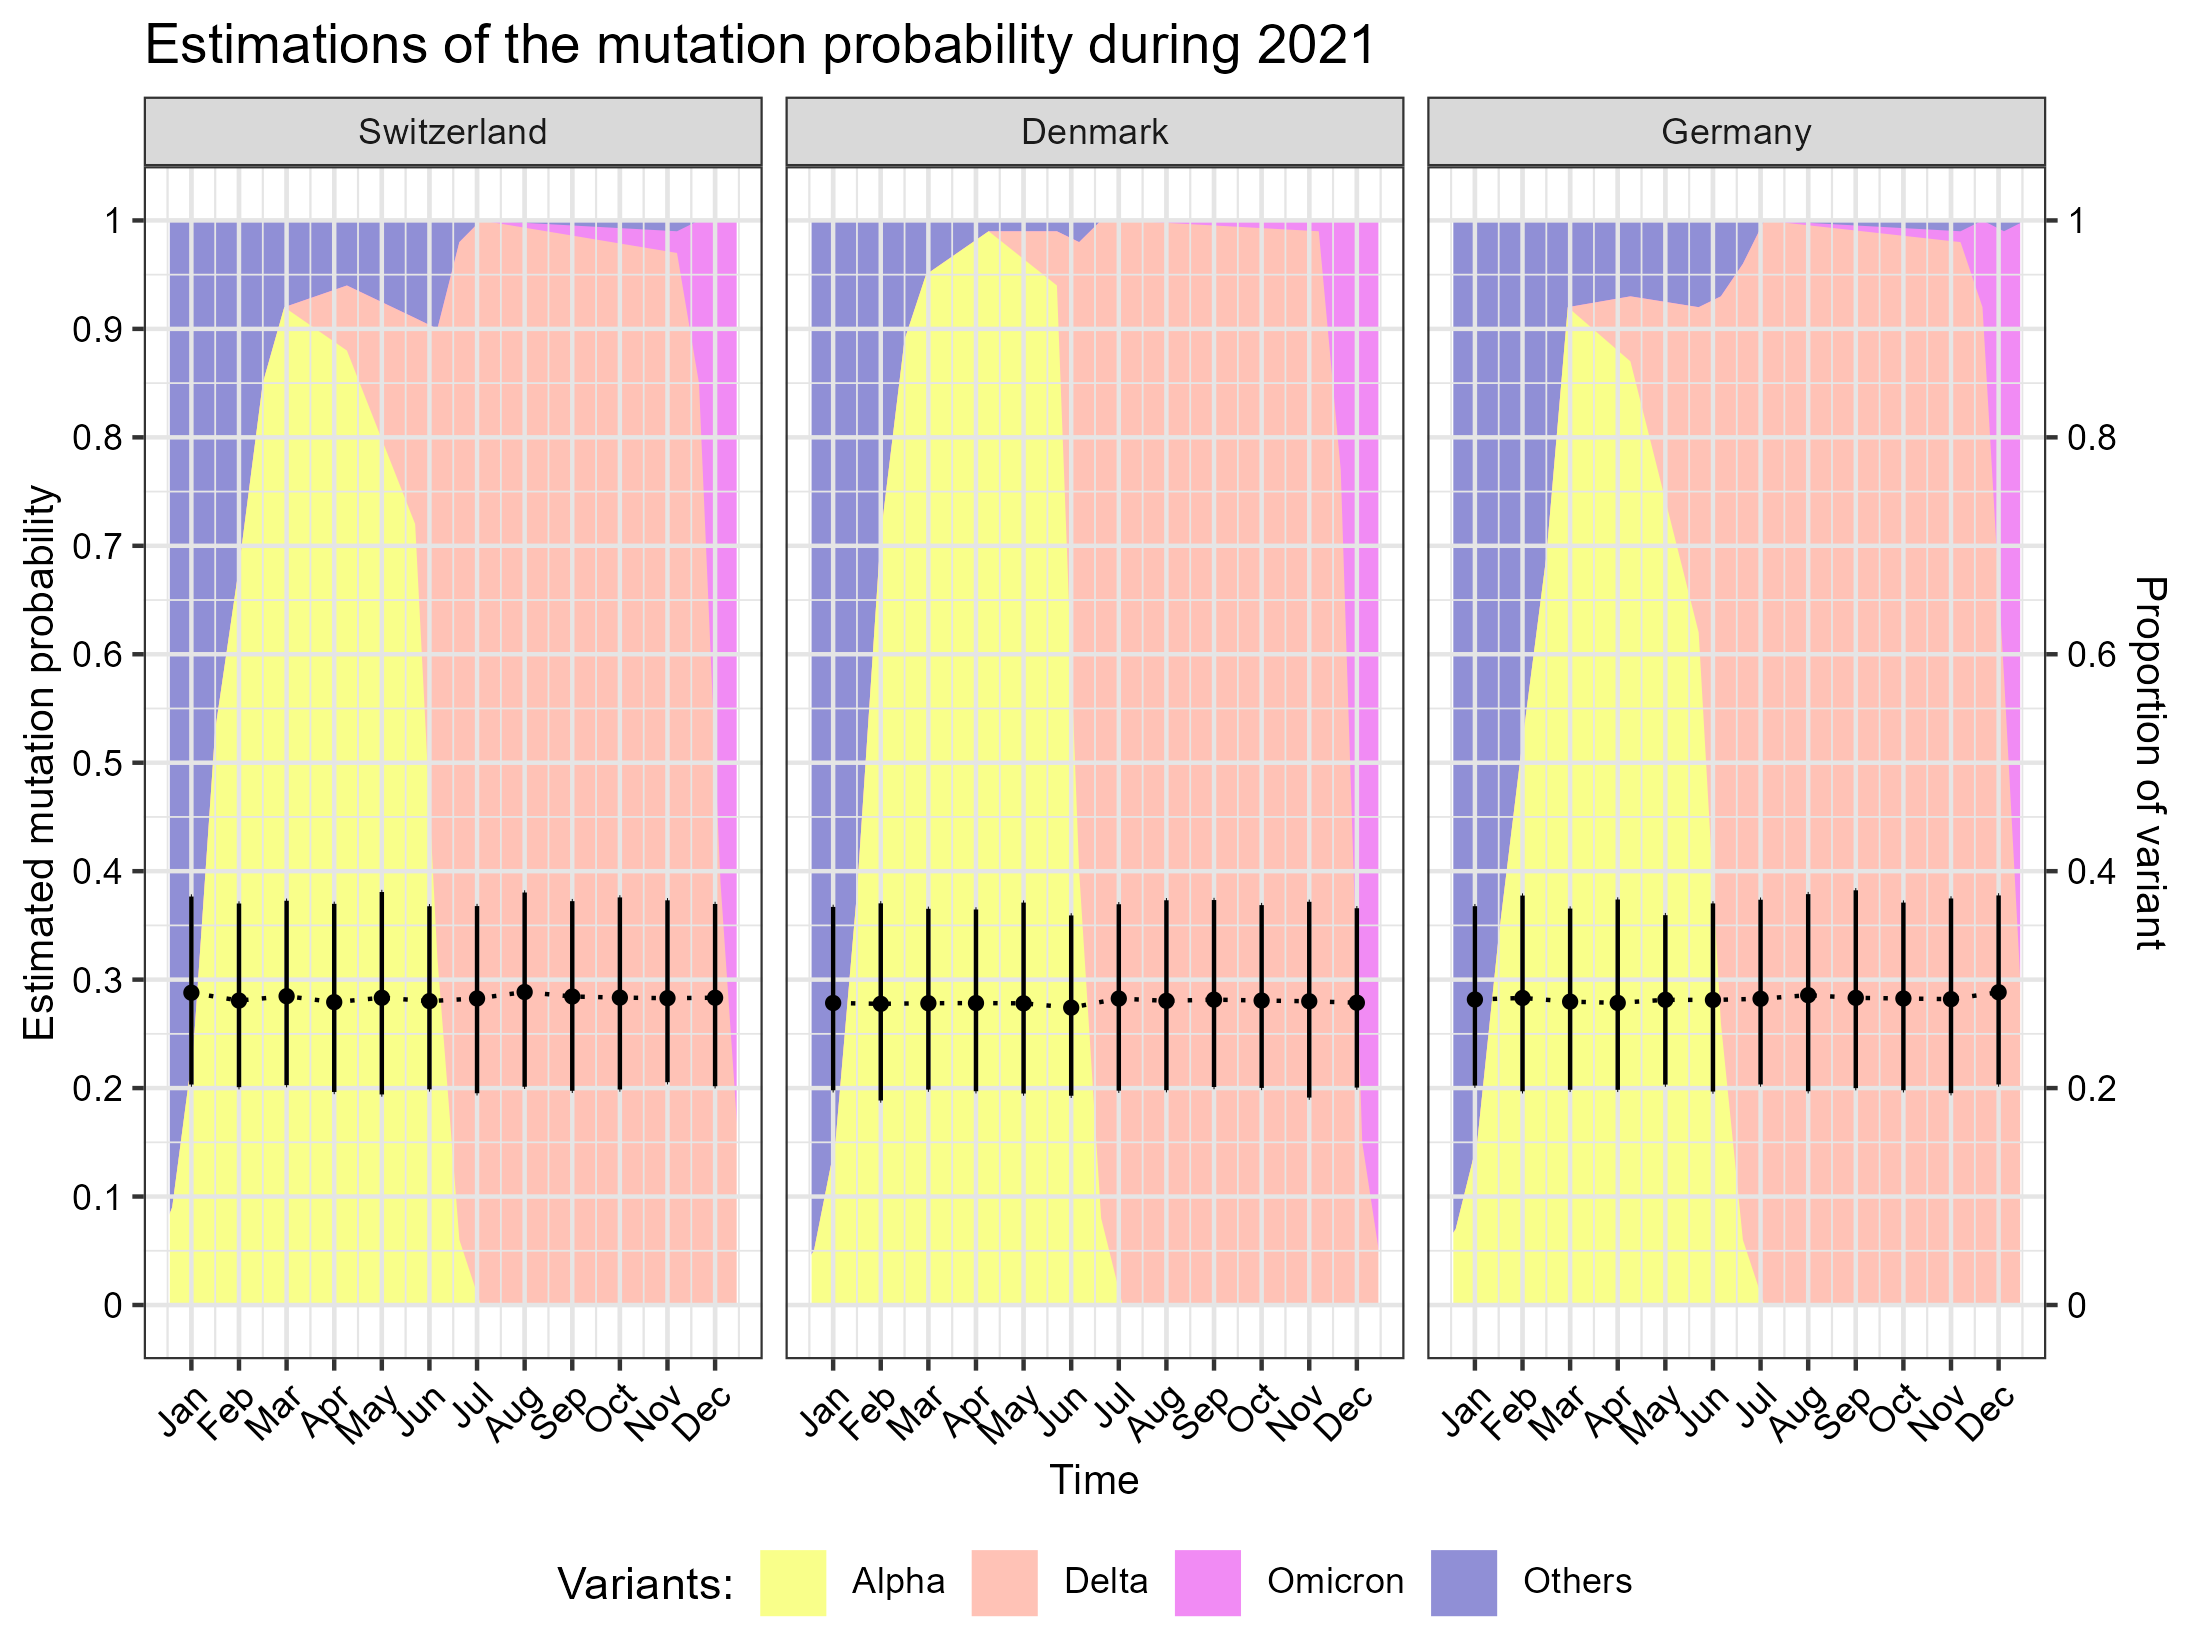 Estimations of the mutation probability during 2021
Switzerland
Denmark
Germany
Estimated mutation probability
1
0.9
0.8
0.7
0.6
0.5
0.4
0.3
0.2
0.1
0
1
0.8
0.6
0.4
0.2
0
Proportion of variant
Jan Feb Mar Apr May Jun Jul Aug Sep Oct Nov Dec
Jan Feb Mar Apr May Jun Jul Aug Sep Oct Nov Dec
Jan Feb Mar Apr May Jun Jul Aug Sep Oct Nov Dec
Time
Variants: Alpha Delta Omicron Others